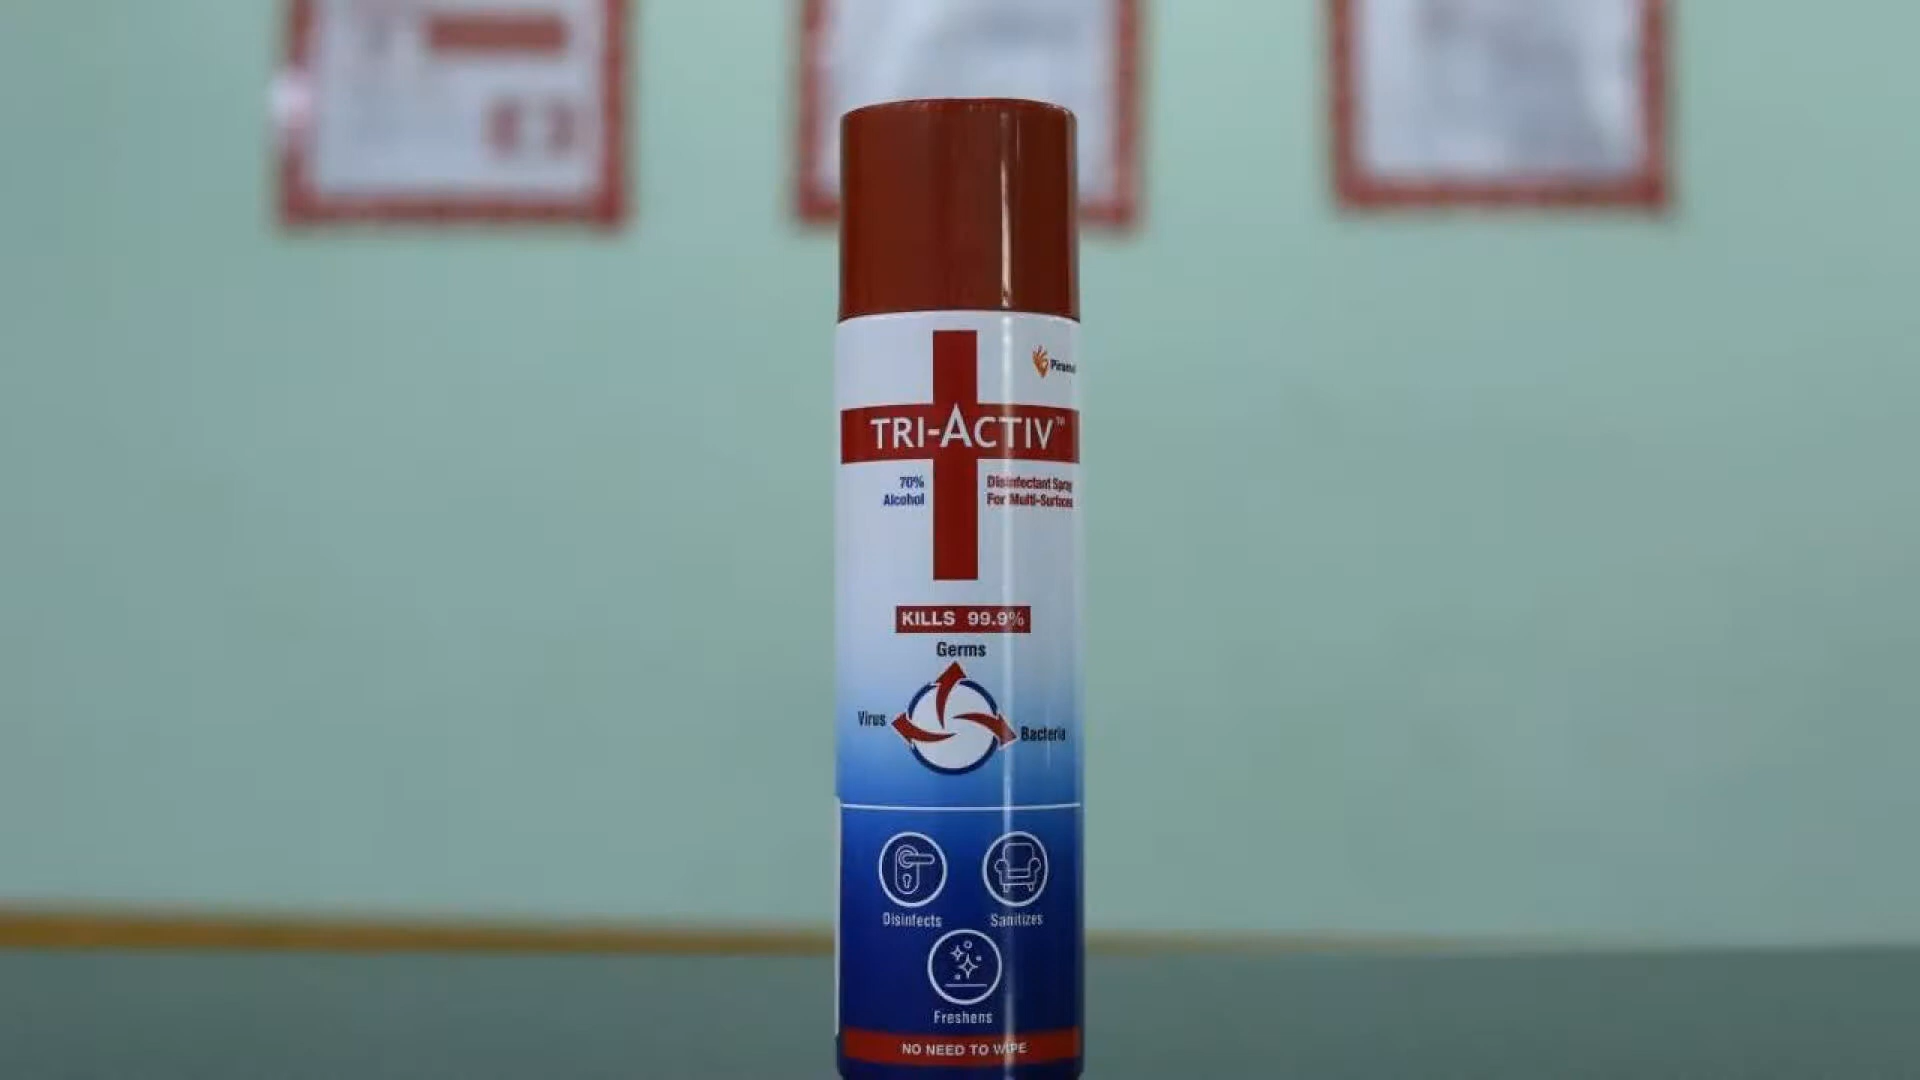 TRI-ACTIV™
70%
Alcohol
Disinfectant Spray
For Multi-Surfaces
KILLS 99.9%
Germs
Virus
Bacteria
Disinfects
Sanitizes
Freshens
NO NEED TO WIPE